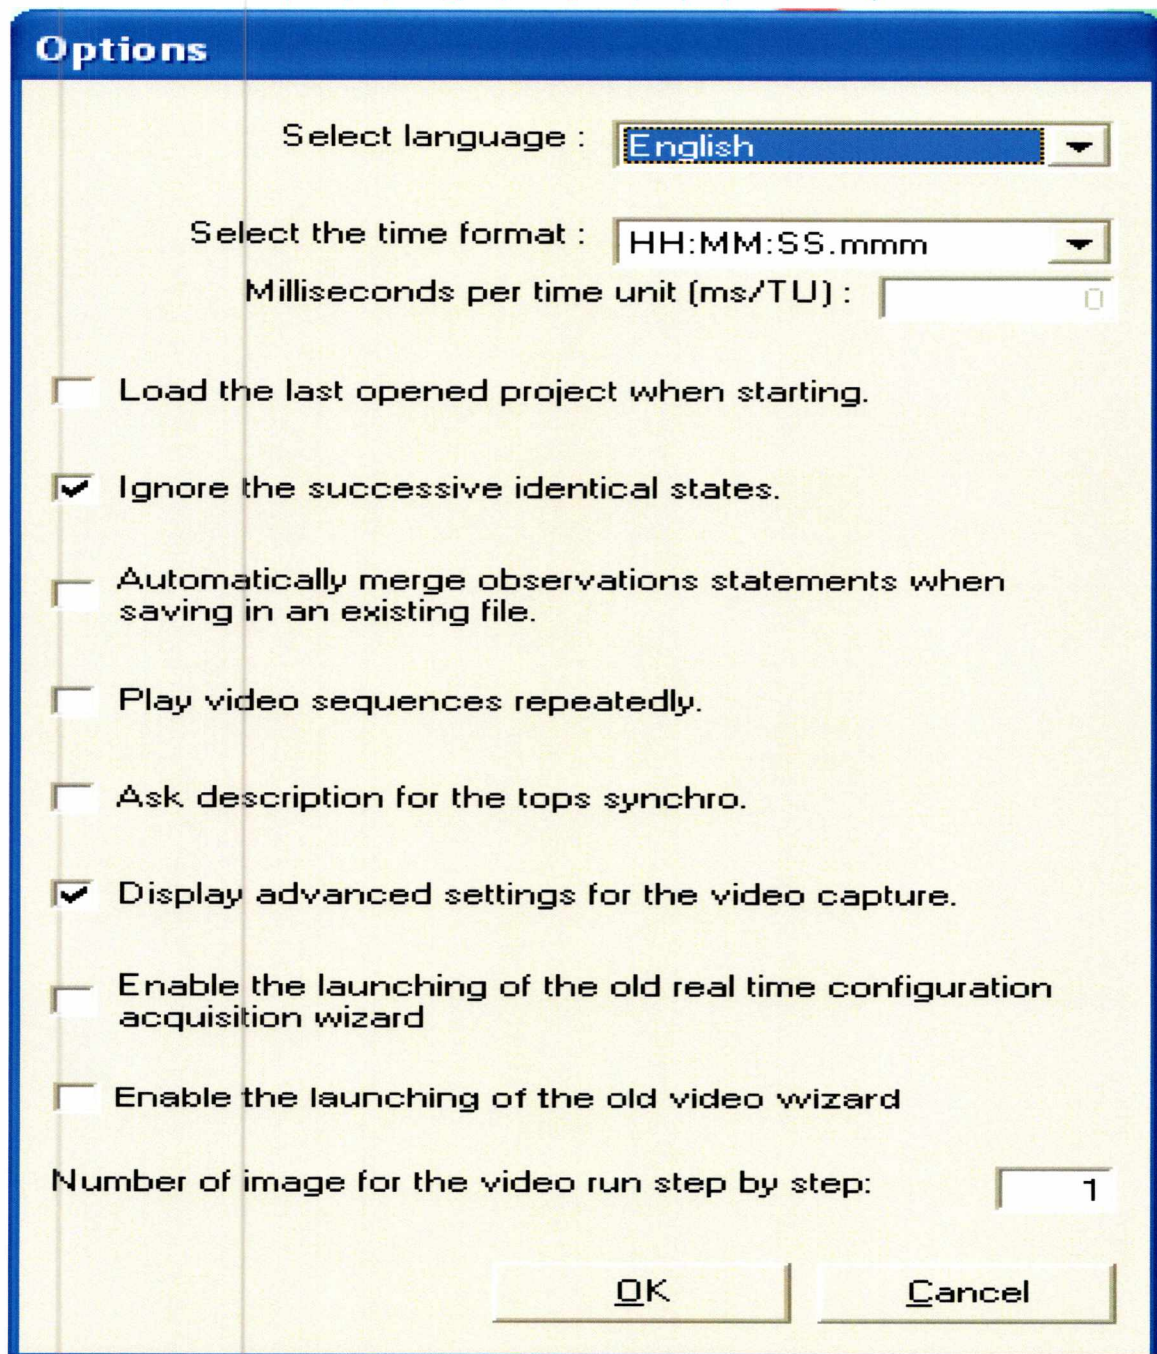 Options
Select language :
English
Select the time format :
HH:MM:SS.mmm
Milliseconds per time unit (ms/TU) :
0
Load the last opened project when starting.
Ignore the successive identical states.
Automatically merge observations statements when
saving in an existing file.
Play video sequences repeatedly.
Ask description for the tops synchro.
Display advanced settings for the video capture.
Enable the launching of the old real time configuration
acquisition wizard
Enable the launching of the old video wizard
Number of image for the video run step by step:
1
OK
Cancel